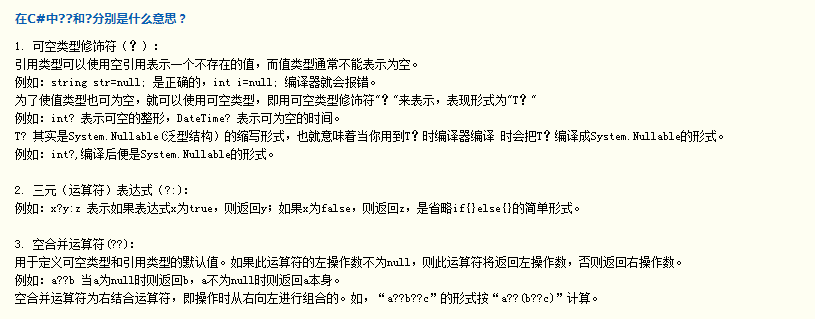 在C#中??和?分别是什么意思？
1. 可空类型修饰符（？）：
引用类型可以使用空引用表示一个不存在的值，而值类型通常不能表示为空。
例如：string str=null; 是正确的，int i=null; 编译器就会报错。
为了使值类型也可为空，就可以使用可空类型，即用可空类型修饰符"？"来表示，表现形式为"T？"
例如：int? 表示可空的整形，DateTime? 表示可为空的时间。
T? 其实是System.Nullable(泛型结构）的缩写形式，也就意味着当你用到T？时编译器编译 时会把T？编译成System.Nullable的形式。
例如：int?,编译后便是System.Nullable的形式。
2. 三元（运算符）表达式（?:）：
例如：x?y:z 表示如果表达式x为true，则返回y；如果x为false，则返回z，是省略if{}else{}的简单形式。
3. 空合并运算符(??)：
用于定义可空类型和引用类型的默认值。如果此运算符的左操作数不为null，则此运算符将返回左操作数，否则返回右操作数。
例如：a??b 当a为null时则返回b，a不为null时则返回a本身。
空合并运算符为右结合运算符，即操作时从右向左进行组合的。如，“a??b??c”的形式按“a??(b??c)”计算。